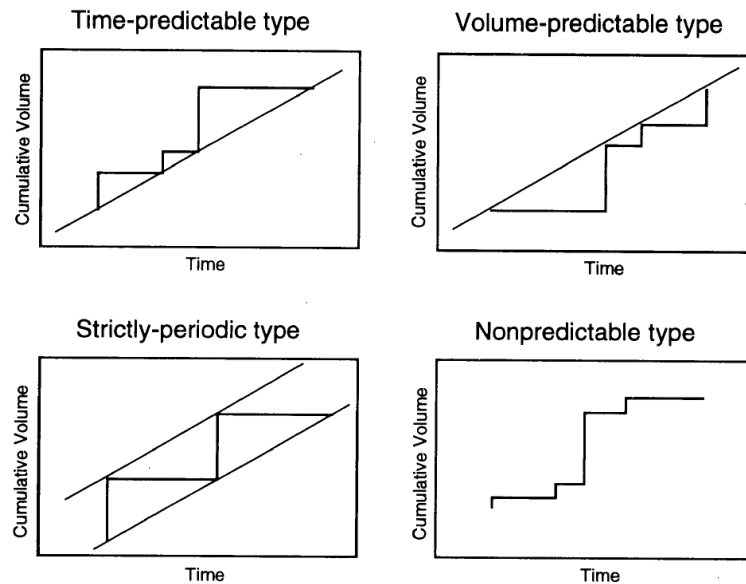 Time-predictable type
Cumulative Volume
Time
Volume-predictable type
Cumulative Volume
Time
Strictly-periodic type
Cumulative Volume
Time
Nonpredictable type
Cumulative Volume
Time